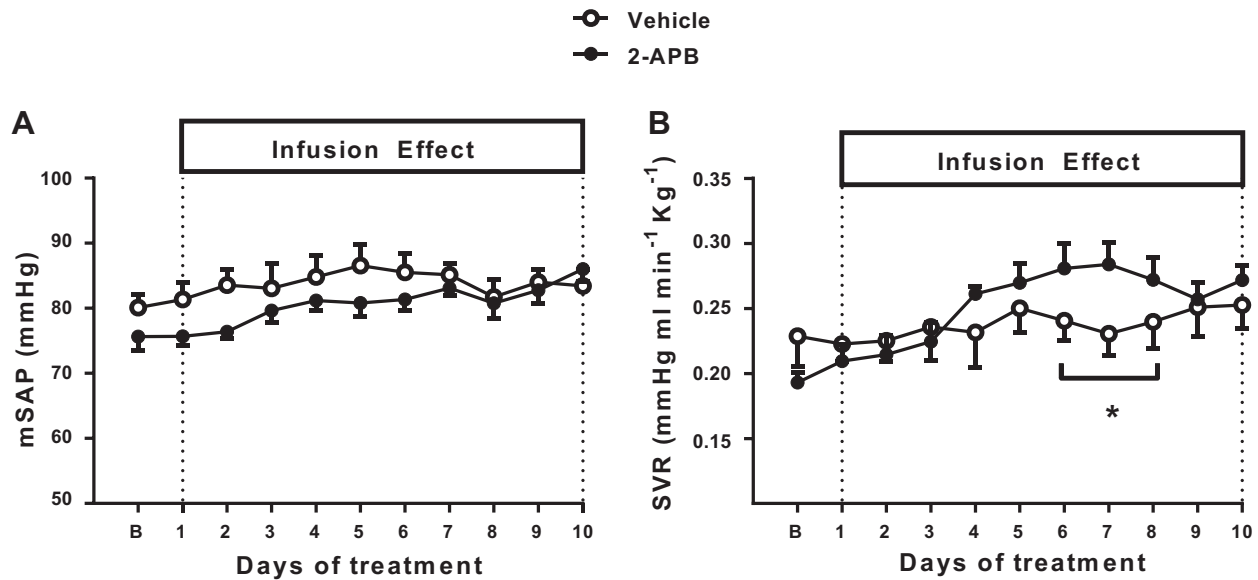 Vehicle
2-APB
A
Infusion Effect
mSAP (mmHg)
100
90
80
70
60
50
B 1 2 3 4 5 6 7 8 9 10
Days of treatment
B
Infusion Effect
SVR (mmHg ml min⁻¹ Kg⁻¹)
0.35
0.30
0.25
0.20
0.15
*
B 1 2 3 4 5 6 7 8 9 10
Days of treatment